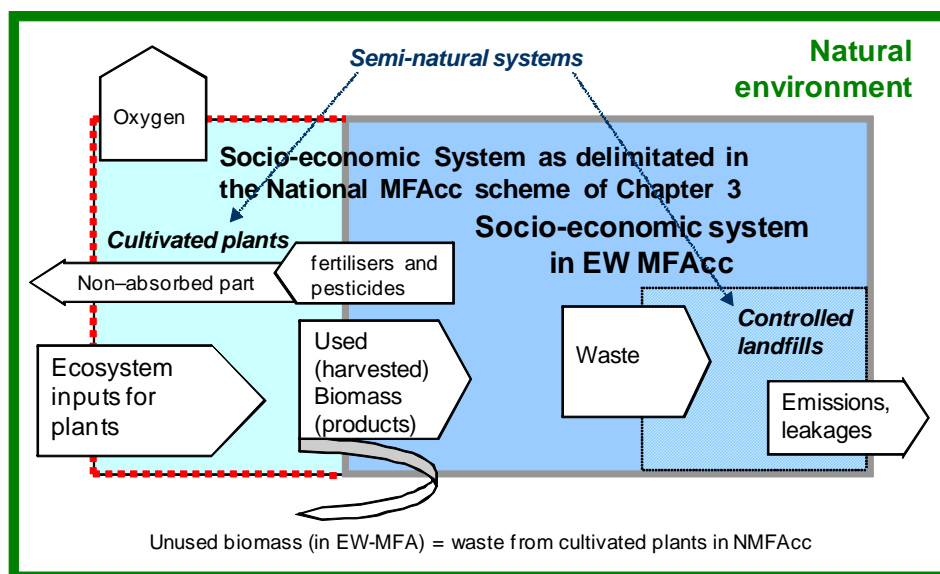 Natural
environment
Semi-natural systems
Oxygen
Socio-economic System as delimitated in
the National MFAcc scheme of Chapter 3
Socio-economic system
in EW MFAcc
Cultivated plants
fertilisers and
pesticides
Non–absorbed part
Controlled
landfills
Used
(harvested)
Biomass
(products)
Waste
Ecosystem
inputs for
plants
Emissions,
leakages
Unused biomass (in EW-MFA) = waste from cultivated plants in NMFAcc